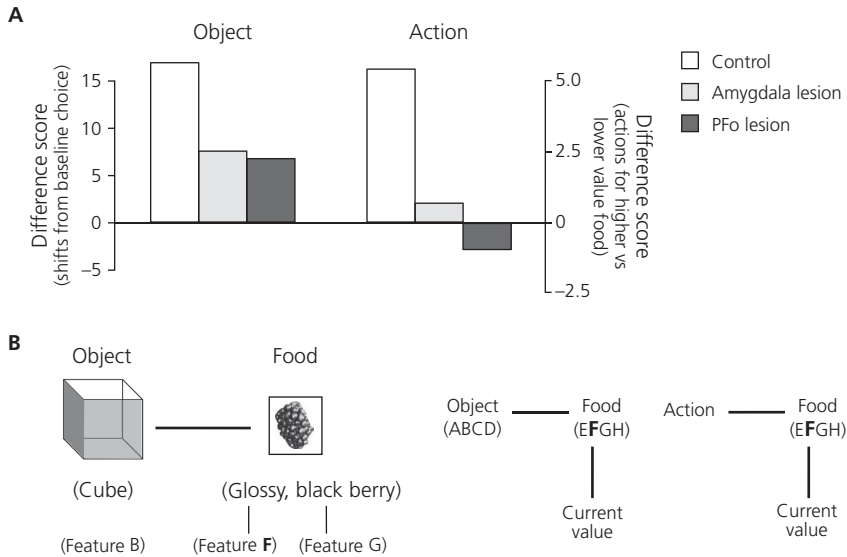 A
Object
Action
Control
Amygdala lesion
PFo lesion
Difference score
(shifts from baseline choice)
15
10
5
0
–5
5.0
2.5
0
–2.5
Difference score
(actions for higher vs
lower value food)
B
Object
Food
(Cube)
(Glossy, black berry)
(Feature B)
(Feature F)
(Feature G)
Object
(ABCD)
Food
(EFGH)
Current
value
Action
Food
(EFGH)
Current
value